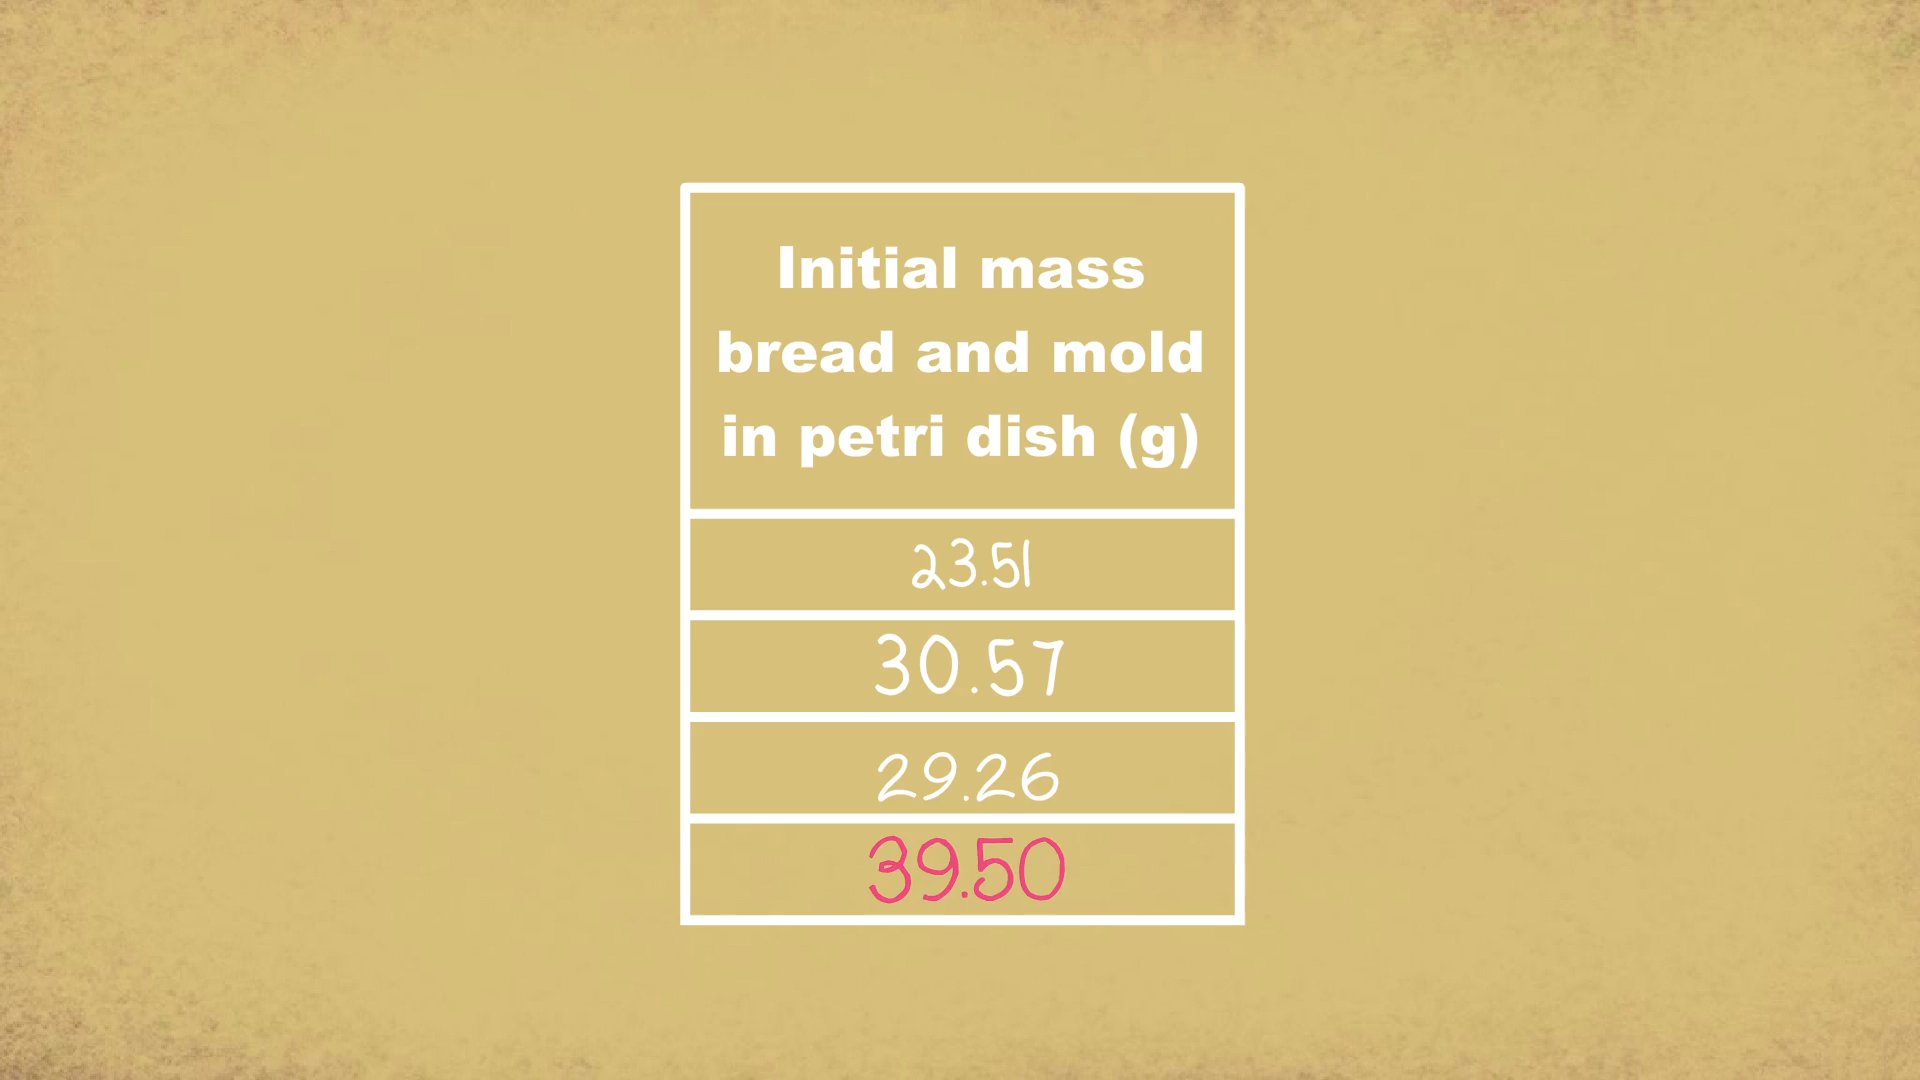 Initial mass
bread and mold
in petri dish (g)
23.51
30.57
29.26
39.50